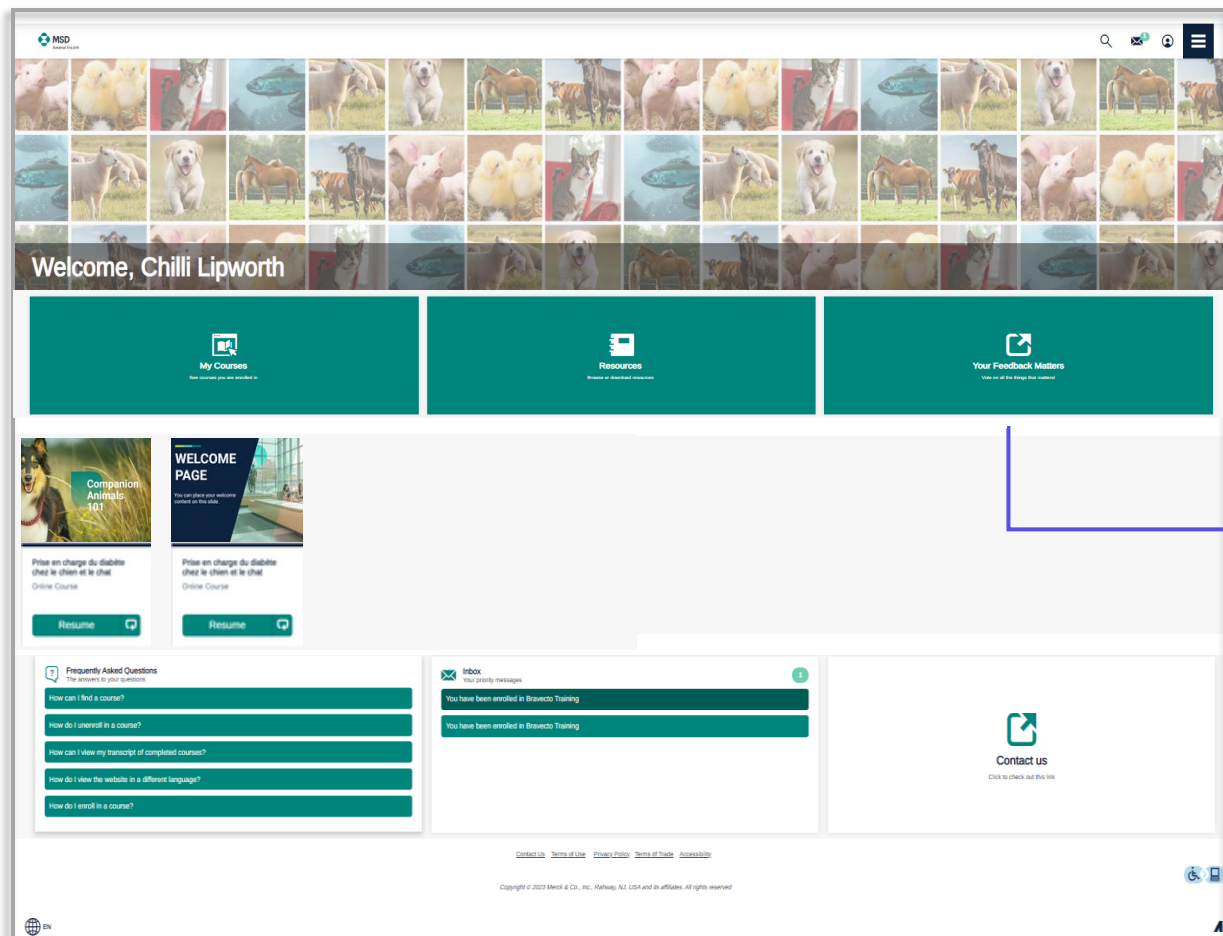 MSD
Animal Health
1
Welcome, Chilli Lipworth
My Courses
See courses you are enrolled in
Resources
Browse or download resources
Your Feedback Matters
Vote on all the things that matters!
Companion
Animals
101
WELCOME
PAGE
You can place your welcome
content on this slide.
Prise en charge du diabète
chez le chien et le chat
Online Course
Resume
Prise en charge du diabète
chez le chien et le chat
Online Course
Resume
Frequently Asked Questions
The answers to your questions
How can I find a course?
How do I unenroll in a course?
How can I view my transcript of completed courses?
How do I view the website in a different language?
How do I enroll in a course?
Inbox
Your priority messages
1
You have been enrolled in Bravecto Training
You have been enrolled in Bravecto Training
Contact us
Click to check out this link
Contact Us Terms of Use Privacy Policy Terms of Trade Accessibility
Copyright © 2023 Merck & Co., Inc., Rahway, NJ, USA and its affiliates. All rights reserved
EN